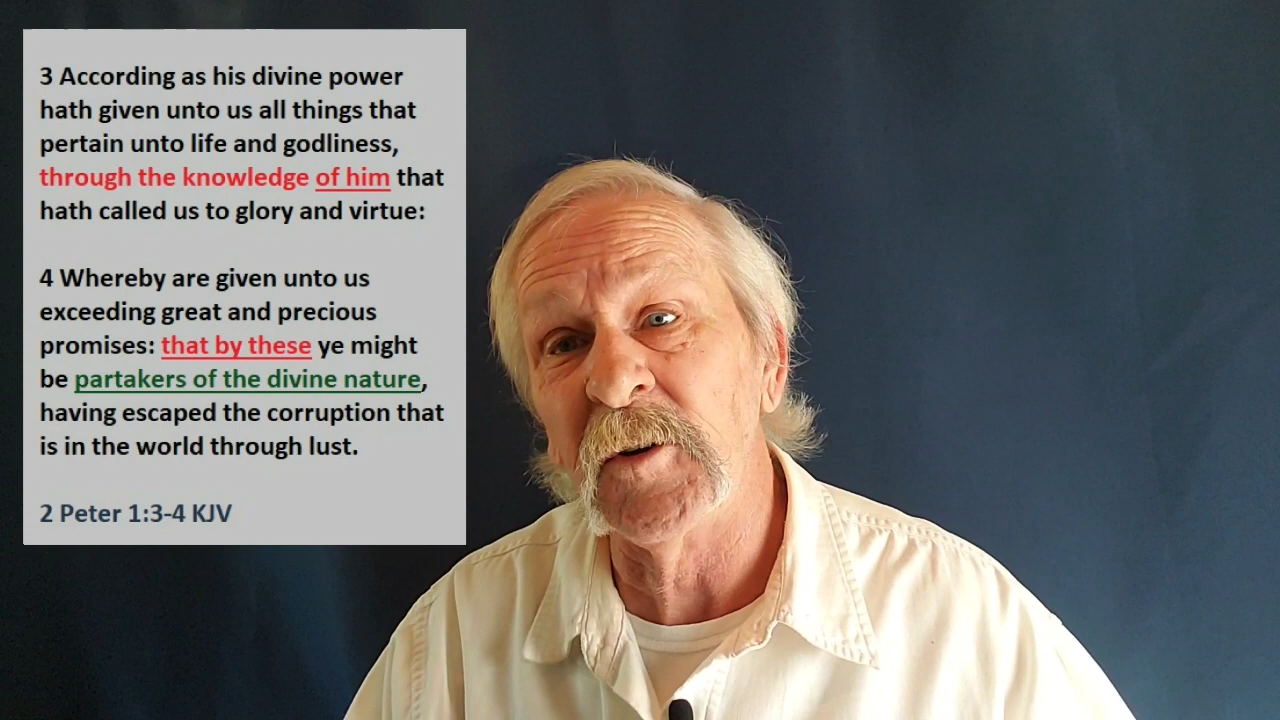 3 According as his divine power
hath given unto us all things that
pertain unto life and godliness,
through the knowledge of him that
hath called us to glory and virtue:
4 Whereby are given unto us
exceeding great and precious
promises: that by these ye might
be partakers of the divine nature,
having escaped the corruption that
is in the world through lust.
2 Peter 1:3-4 KJV